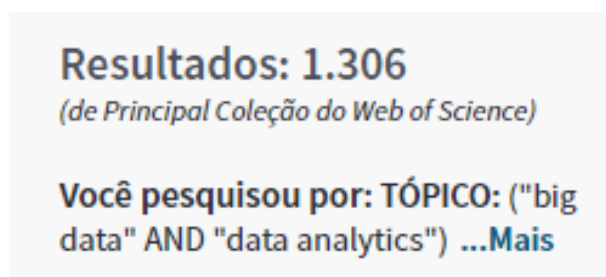 Resultados: 1.306
(de Principal Coleção do Web of Science)
Você pesquisou por: TÓPICO: ("big
data" AND "data analytics") ...Mais